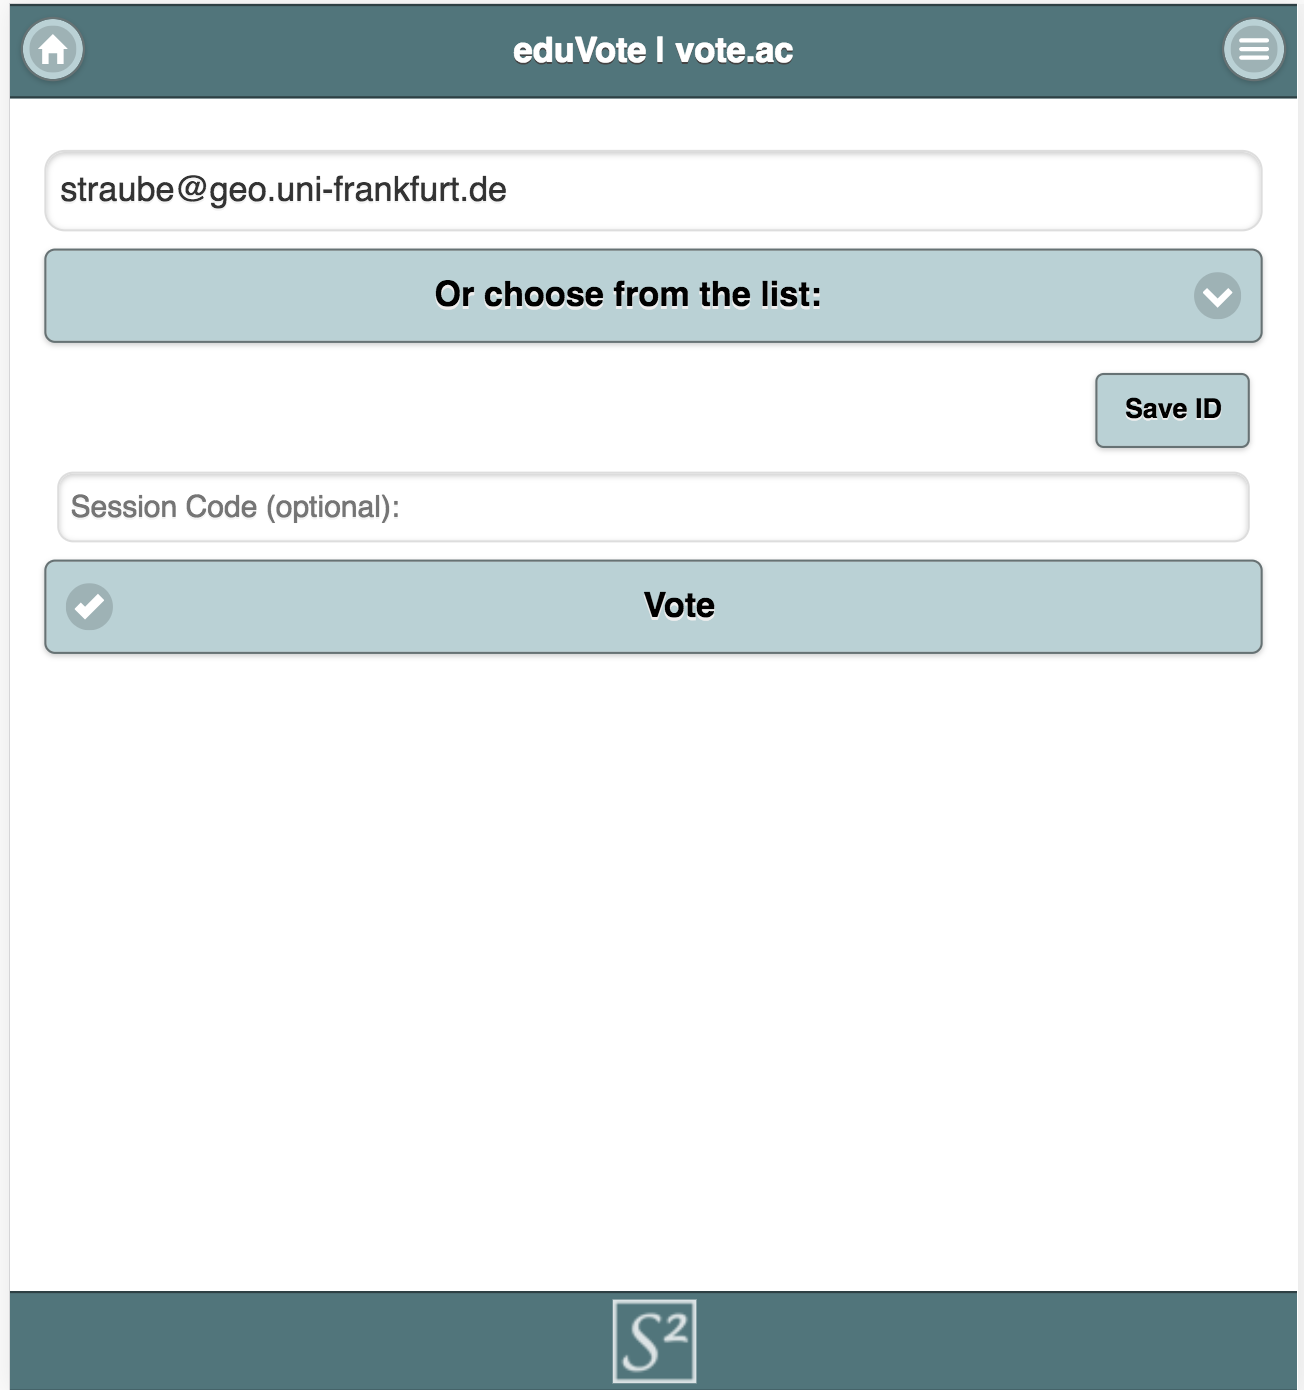 eduVote | vote.ac
straube@geo.uni-frankfurt.de
Or choose from the list:
Save ID
Session Code (optional):
Vote
S²